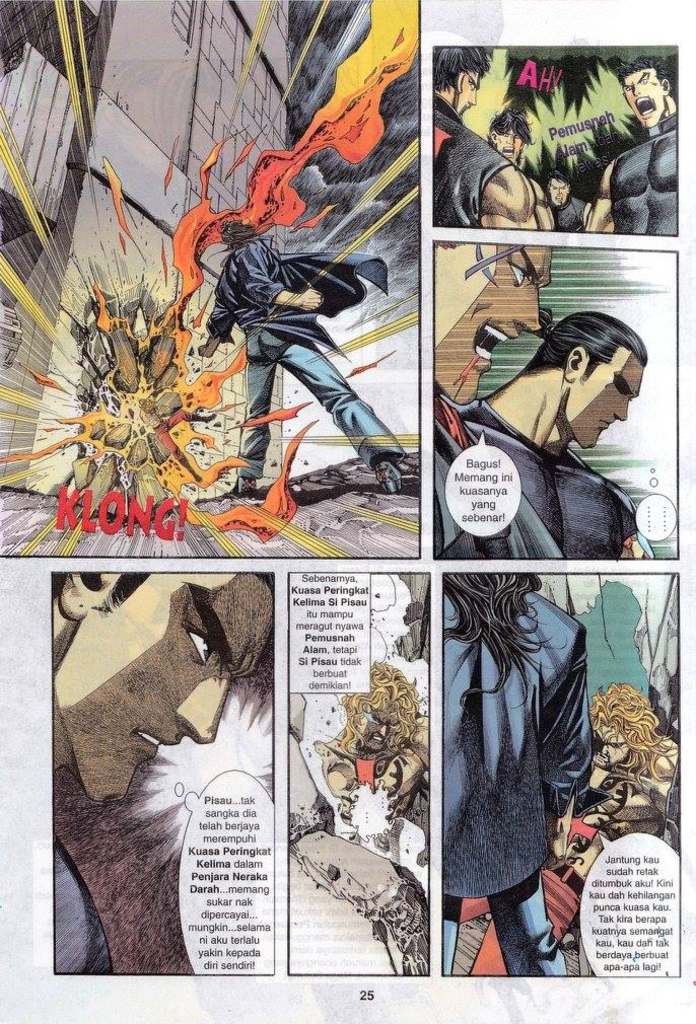 KLONG!
AH!
Pemusnah
Alam dah
tewas
Bagus!
Memang ini
kuasanya
yang
sebenar!
Pisau...tak
sangka dia
telah berjaya
merempuhi
Kuasa Peringkat
Kelima dalam
Penjara Neraka
Darah...memang
sukar nak
dipercayai...
mungkin...selama
ni aku terlalu
yakin kepada
diri sendiri!
Sebenarnya,
Kuasa Peringkat
Kelima Si Pisau
itu mampu
meragut nyawa
Pemusnah
Alam, tetapi
Si Pisau tidak
berbuat
demikian!
Jantung kau
sudah retak
ditumbuk aku! Kini
kau dah kehilangan
punca kuasa kau.
Tak kira berapa
kuatnya semangat
kau, kau dah tak
berdaya berbuat
apa-apa lagi!
25